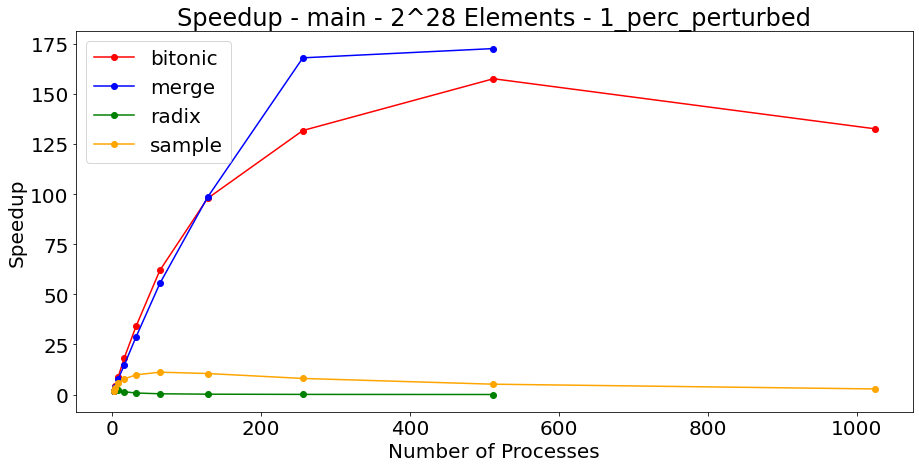 Speedup - main - 2^28 Elements - 1_perc_perturbed
bitonic
merge
radix
sample
Speedup
175
150
125
100
75
50
25
0
0 200 400 600 800 1000
Number of Processes